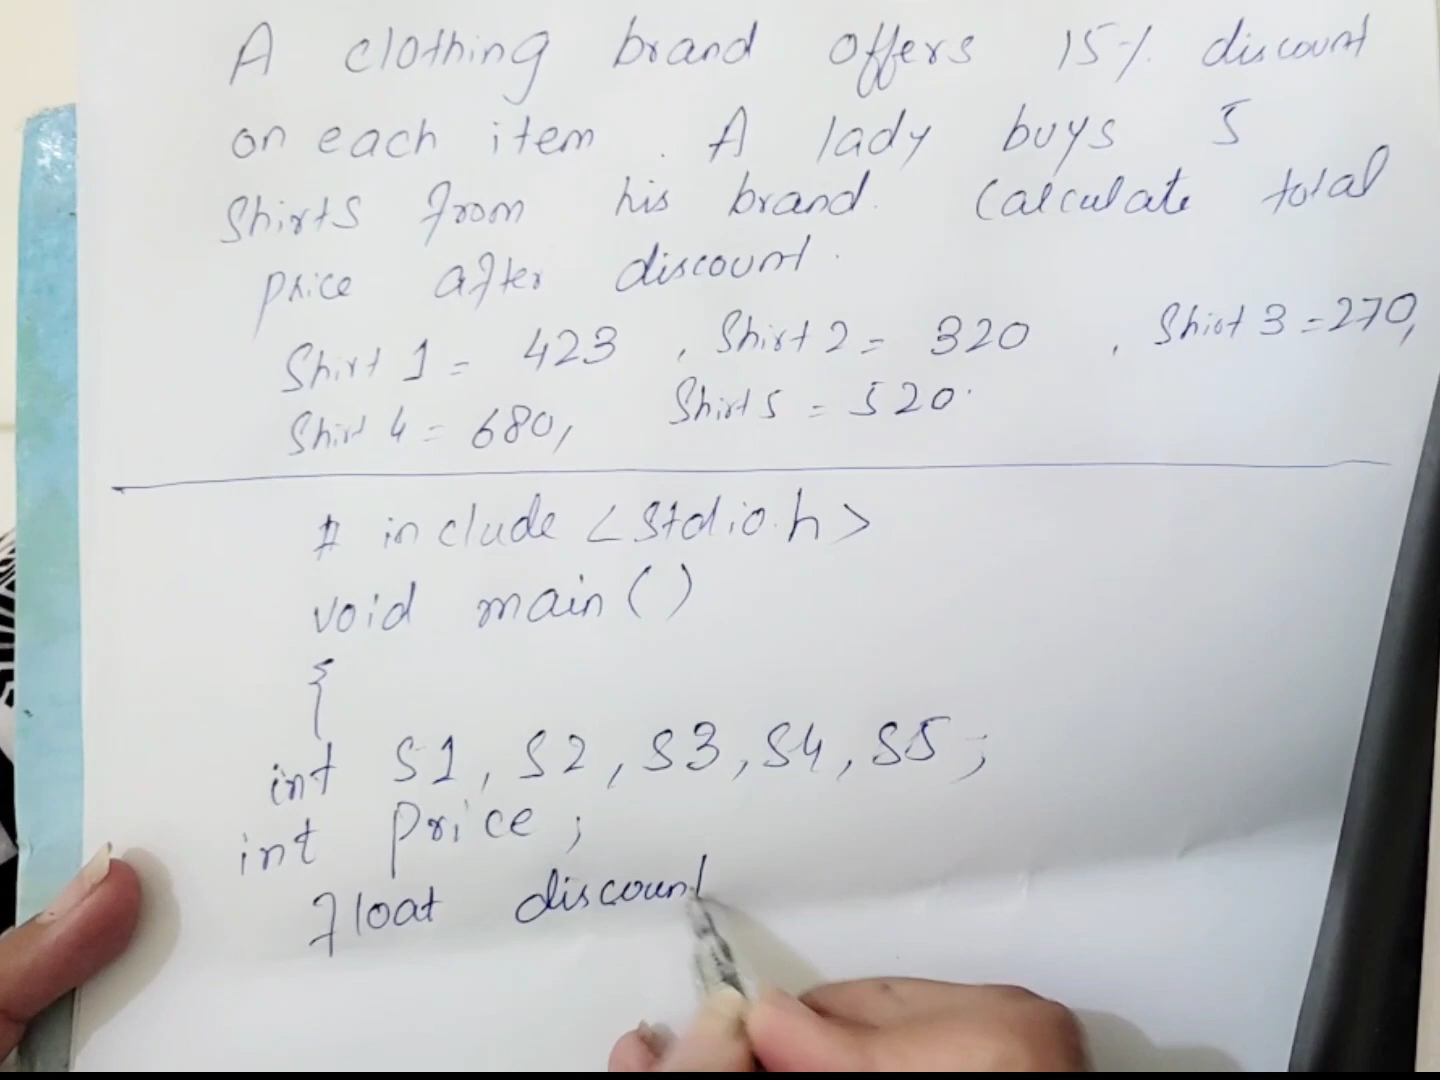 A clothing brand offers 15% discount
on each item. A lady buys 5
Shirts from his brand. Calculate total
price after discount.
Shirt 1 = 423, Shirt 2 = 320, Shirt 3 = 270,
Shirt 4 = 680, Shirt 5 = 520.
# include <stdio.h>
void main()
{
int S1, S2, S3, S4, S5;
int price;
float discount